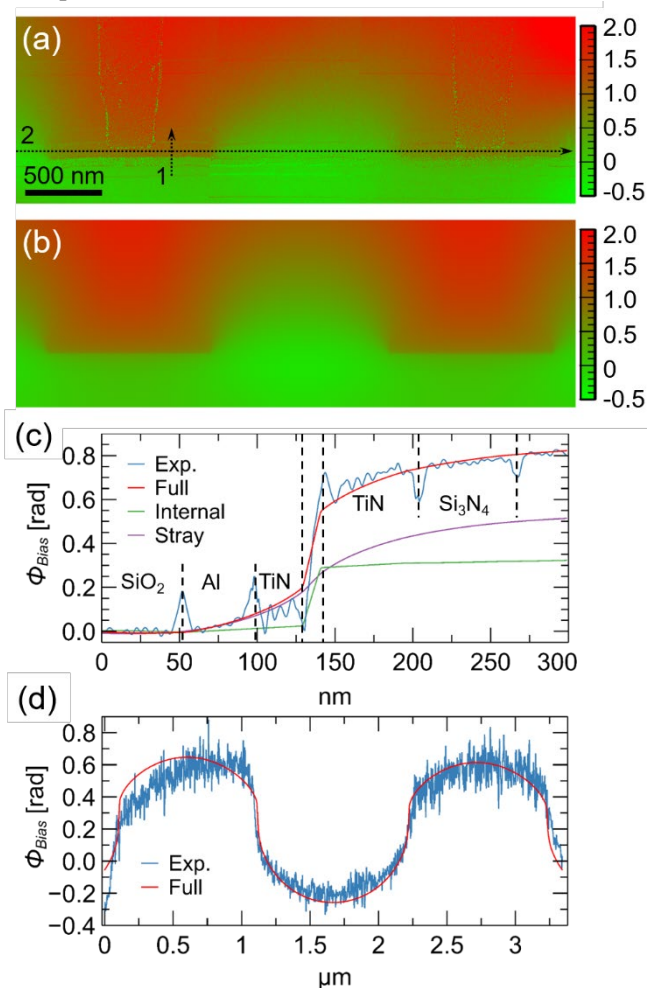 (a)
2.0
1.5
1.0
0.5
0
-0.5
2
1
500 nm
(b)
2.0
1.5
1.0
0.5
0
-0.5
(c)
Φ_Bias [rad]
0.8
0.6
0.4
0.2
0.0
Exp.
Full
Internal
Stray
SiO₂
Al
TiN
TiN
Si₃N₄
0 50 100 150 200 250 300
nm
(d)
Φ_Bias [rad]
0.8
0.6
0.4
0.2
0.0
-0.2
-0.4
Exp.
Full
0 0.5 1 1.5 2 2.5 3
μm